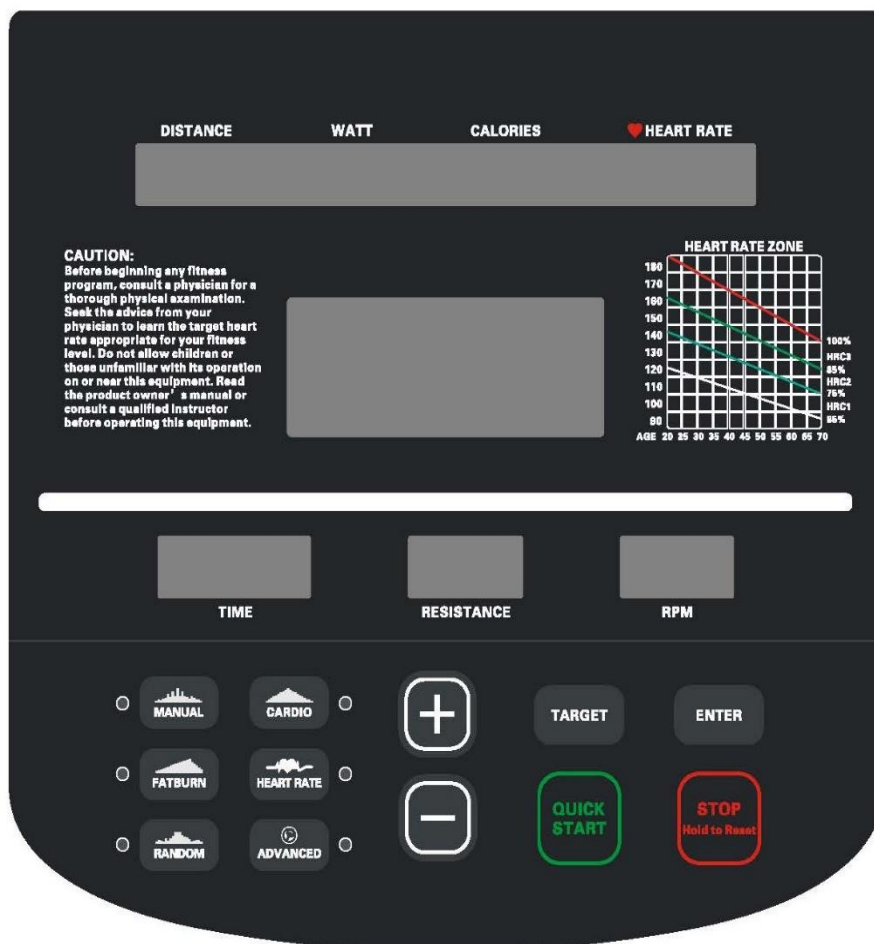 DISTANCE WATT CALORIES HEART RATE
CAUTION:
Before beginning any fitness
program, consult a physician for a
thorough physical examination.
Seek the advice from your
physician to learn the target heart
rate appropriate for your fitness
level. Do not allow children or
those unfamiliar with its operation
on or near this equipment. Read
the product owner's manual or
consult a qualified instructor
before operating this equipment.
HEART RATE ZONE
180
170
160
150
140
130
120
110
100
90
100%
HRC3
85%
HRC2
75%
HRC1
65%
AGE 20 25 30 35 40 45 50 55 60 65 70
TIME RESISTANCE RPM
MANUAL CARDIO
FATBURN HEART RATE
RANDOM ADVANCED
+
−
TARGET ENTER
QUICK
START
STOP
Hold to Reset